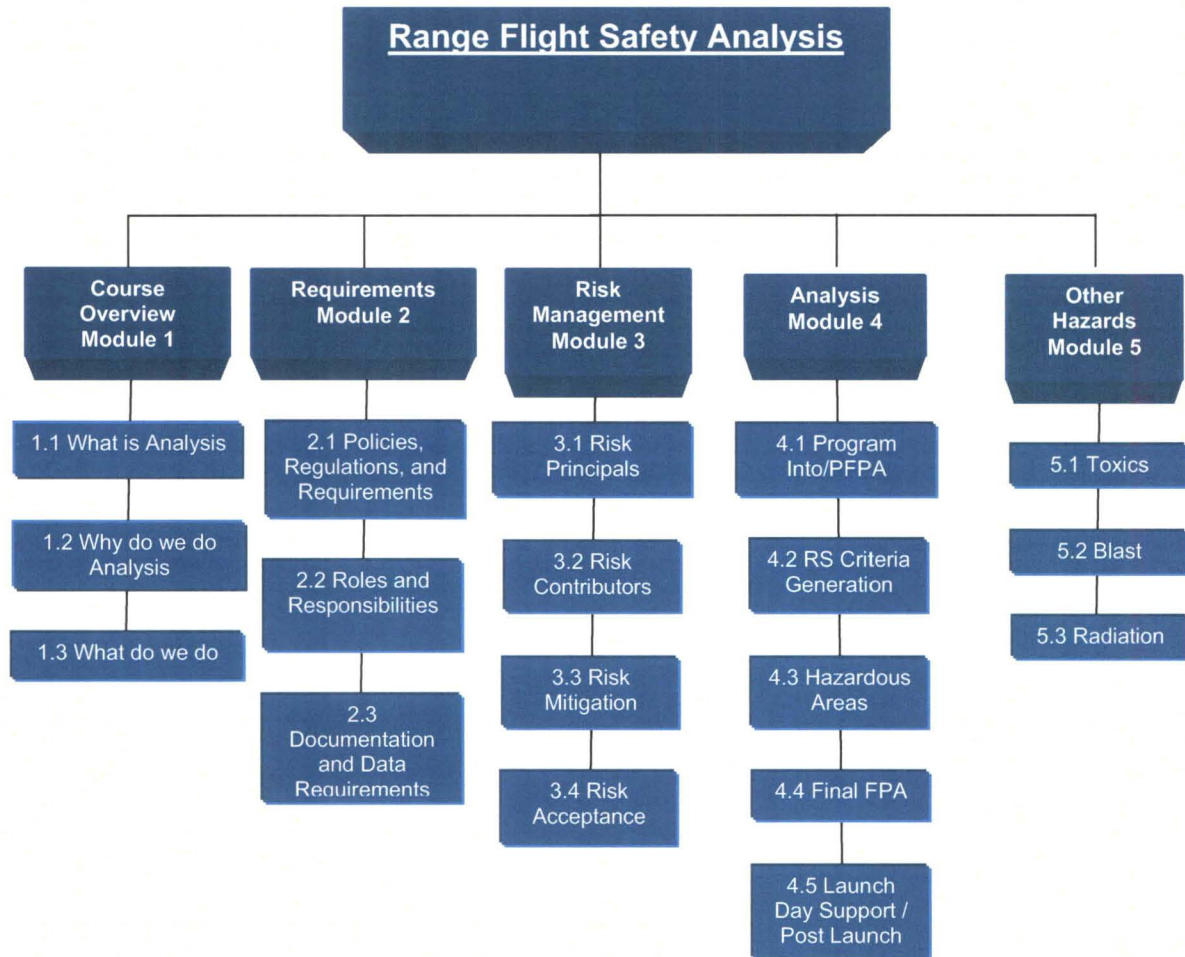 Range Flight Safety Analysis
Course
Overview
Module 1
1.1 What is Analysis
1.2 Why do we do
Analysis
1.3 What do we do
Requirements
Module 2
2.1 Policies,
Regulations, and
Requirements
2.2 Roles and
Responsibilities
2.3
Documentation
and Data
Requirements
Risk
Management
Module 3
3.1 Risk
Principals
3.2 Risk
Contributors
3.3 Risk
Mitigation
3.4 Risk
Acceptance
Analysis
Module 4
4.1 Program
Into/PFPA
4.2 RS Criteria
Generation
4.3 Hazardous
Areas
4.4 Final FPA
4.5 Launch
Day Support /
Post Launch
Other
Hazards
Module 5
5.1 Toxics
5.2 Blast
5.3 Radiation